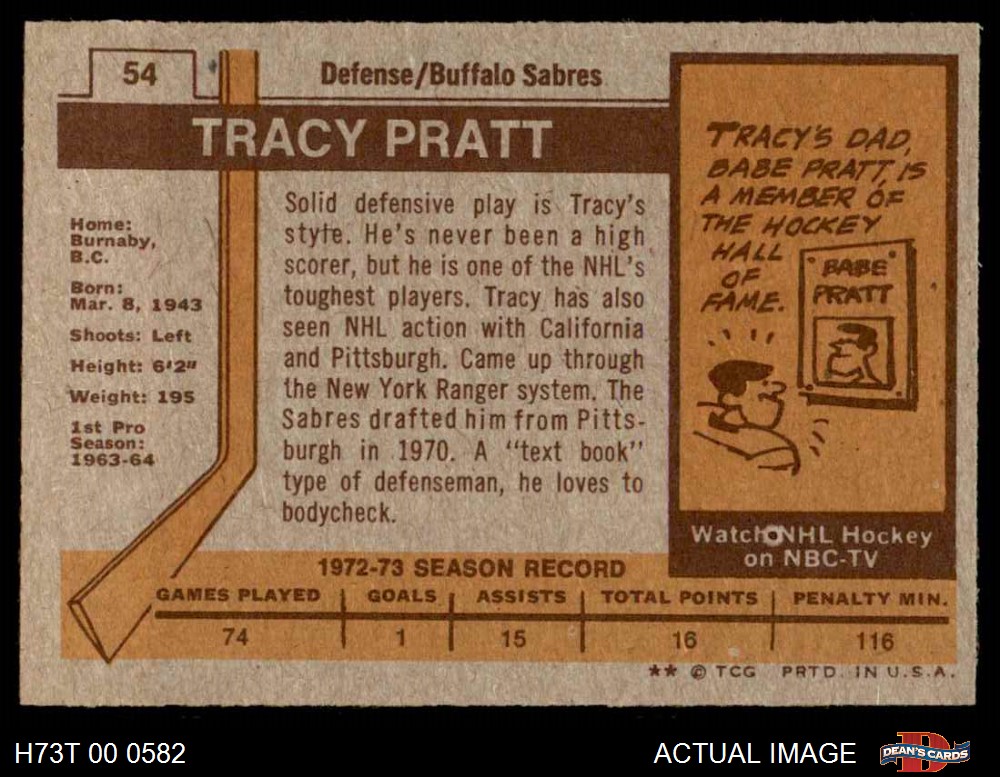 54
Defense/Buffalo Sabres
TRACY PRATT
Home:
Burnaby,
B.C.
Born:
Mar. 8, 1943
Shoots: Left
Height: 6'2"
Weight: 195
1st Pro
Season:
1963-64
Solid defensive play is Tracy's
style. He's never been a high
scorer, but he is one of the NHL's
toughest players. Tracy has also
seen NHL action with California
and Pittsburgh. Came up through
the New York Ranger system. The
Sabres drafted him from Pitts-
burgh in 1970. A "text book"
type of defenseman, he loves to
bodycheck.
TRACY'S DAD,
BABE PRATT, IS
A MEMBER OF
THE HOCKEY
HALL
OF
FAME.
BABE
PRATT
Watch NHL Hockey
on NBC-TV
1972-73 SEASON RECORD
GAMES PLAYED GOALS ASSISTS TOTAL POINTS PENALTY MIN.
74 1 15 16 116
** © TCG PRTD. IN U.S.A.
H73T 00 0582 ACTUAL IMAGE DEAN'S CARDS